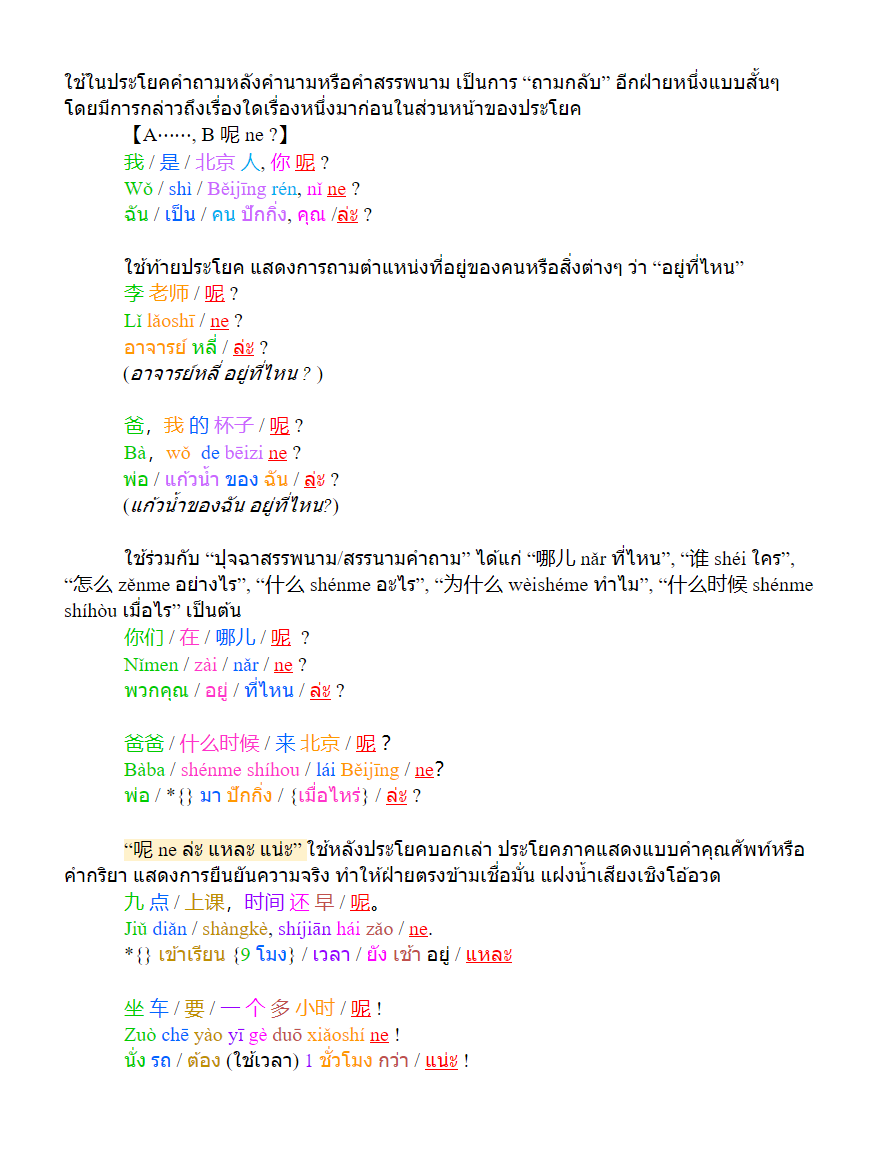 ใช้ในประโยคคำถามหลังคำนามหรือคำสรรพนาม เป็นการ “ถามกลับ” อีกฝ่ายหนึ่งแบบสั้นๆ
โดยมีการกล่าวถึงเรื่องใดเรื่องหนึ่งมาก่อนในส่วนหน้าของประโยค
【A⋯⋯, B 呢 ne ?】
我 / 是 / 北京 人, 你 呢 ?
Wǒ / shì / Běijīng rén, nǐ ne ?
ฉัน / เป็น / คน ปักกิ่ง, คุณ /ล่ะ ?
ใช้ท้ายประโยค แสดงการถามตำแหน่งที่อยู่ของคนหรือสิ่งต่างๆ ว่า “อยู่ที่ไหน”
李 老师 / 呢 ?
Lǐ lǎoshī / ne ?
อาจารย์ หลี่ / ล่ะ ?
(อาจารย์หลี่ อยู่ที่ไหน ? )
爸，我 的 杯子 / 呢 ?
Bà， wǒ de bēizi ne ?
พ่อ / แก้วน้ำ ของ ฉัน / ล่ะ ?
(แก้วน้ำของฉัน อยู่ที่ไหน?)
ใช้ร่วมกับ “ปุจฉาสรรพนาม/สรรนามคำถาม” ได้แก่ “哪儿 nǎr ที่ไหน”, “谁 shéi ใคร”,
“怎么 zěnme อย่างไร”, “什么 shénme อะไร”, “为什么 wèishéme ทำไม”, “什么时候 shénme
shíhòu เมื่อไร” เป็นต้น
你们 / 在 / 哪儿 / 呢 ?
Nǐmen / zài / nǎr / ne ?
พวกคุณ / อยู่ / ที่ไหน / ล่ะ ?
爸爸 / 什么时候 / 来 北京 / 呢 ?
Bàba / shénme shíhou / lái Běijīng / ne?
พ่อ / *{} มา ปักกิ่ง / {เมื่อไหร่} / ล่ะ ?
“呢 ne ล่ะ แหละ แน่ะ” ใช้หลังประโยคบอกเล่า ประโยคภาคแสดงแบบคำคุณศัพท์หรือ
คำกริยา แสดงการยืนยันความจริง ทำให้ฝ่ายตรงข้ามเชื่อมั่น แฝงน้ำเสียงเชิงโอ้อวด
九 点 / 上课，时间 还 早 / 呢。
Jiǔ diǎn / shàngkè, shíjiān hái zǎo / ne.
*{} เข้าเรียน {9 โมง} / เวลา / ยัง เช้า อยู่ / แหละ
坐 车 / 要 / 一 个 多 小时 / 呢 !
Zuò chē yào yī gè duō xiǎoshí ne !
นั่ง รถ / ต้อง (ใช้เวลา) 1 ชั่วโมง กว่า / แน่ะ !